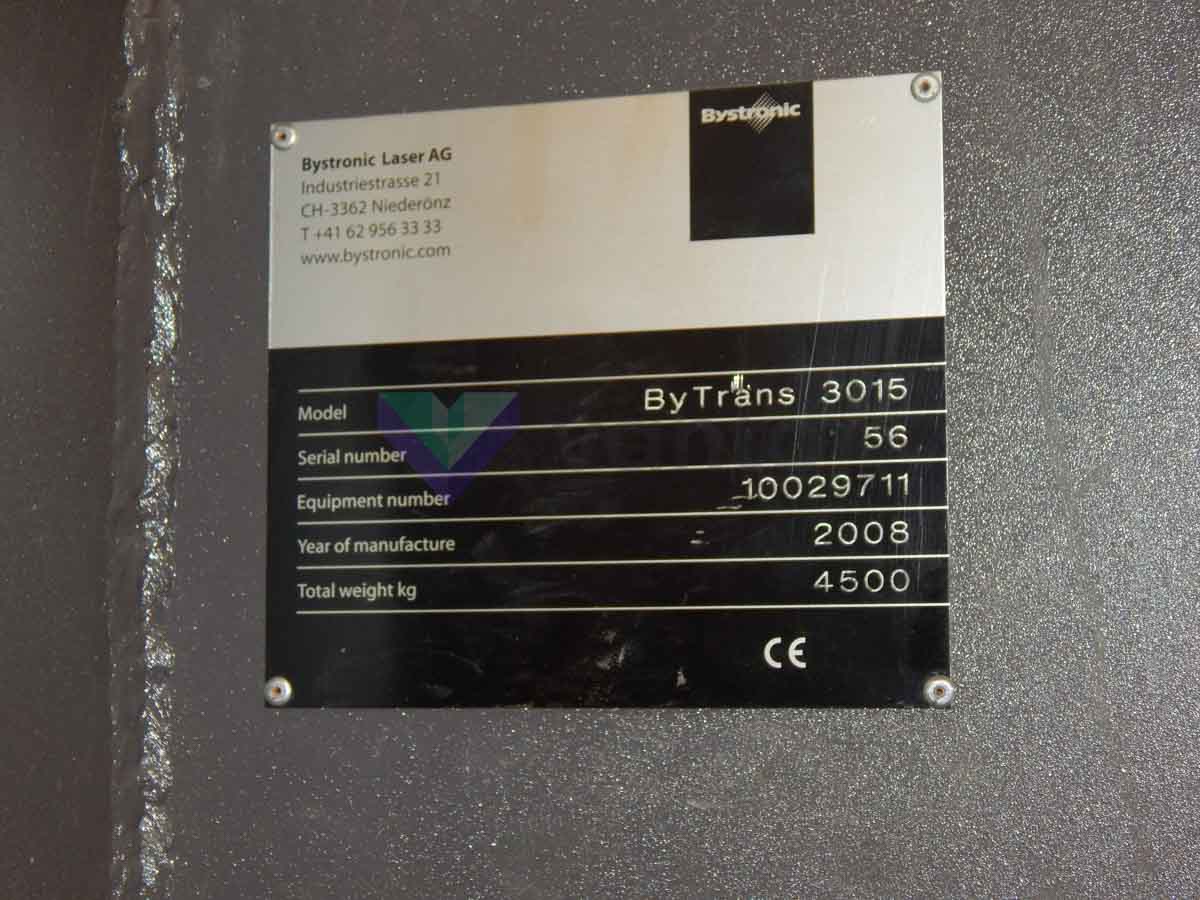 Bystronic Laser AG
Industriestrasse 21
CH-3362 Niederönz
T +41 62 956 33 33
www.bystronic.com
Bystronic
Model ByTrans 3015
Serial number 56
Equipment number 10029711
Year of manufacture 2008
Total weight kg 4500
CE